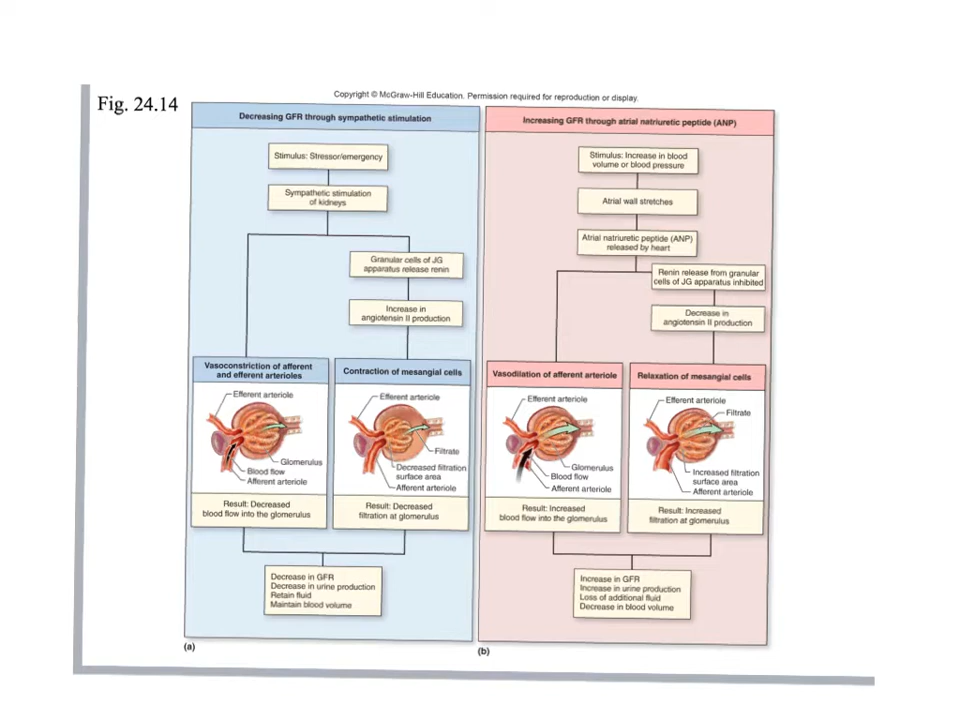 Copyright © McGraw-Hill Education. Permission required for reproduction or display.
Fig. 24.14
Decreasing GFR through sympathetic stimulation
Stimulus: Stressor/emergency
Sympathetic stimulation
of kidneys
Granular cells of JG
apparatus release renin
Increase in
angiotensin II production
Vasoconstriction of afferent
and efferent arterioles
Efferent arteriole
Glomerulus
Blood flow
Afferent arteriole
Result: Decreased
blood flow into the glomerulus
Contraction of mesangial cells
Efferent arteriole
Filtrate
Decreased filtration
surface area
Afferent arteriole
Result: Decreased
filtration at glomerulus
Decrease in GFR
Decrease in urine production
Retain fluid
Maintain blood volume
(a)
Increasing GFR through atrial natriuretic peptide (ANP)
Stimulus: Increase in blood
volume or blood pressure
Atrial wall stretches
Atrial natriuretic peptide (ANP)
released by heart
Renin release from granular
cells of JG apparatus inhibited
Decrease in
angiotensin II production
Vasodilation of afferent arteriole
Efferent arteriole
Glomerulus
Blood flow
Afferent arteriole
Result: Increased
blood flow into the glomerulus
Relaxation of mesangial cells
Efferent arteriole
Filtrate
Increased filtration
surface area
Afferent arteriole
Result: Increased
filtration at glomerulus
Increase in GFR
Increase in urine production
Loss of additional fluid
Decrease in blood volume
(b)